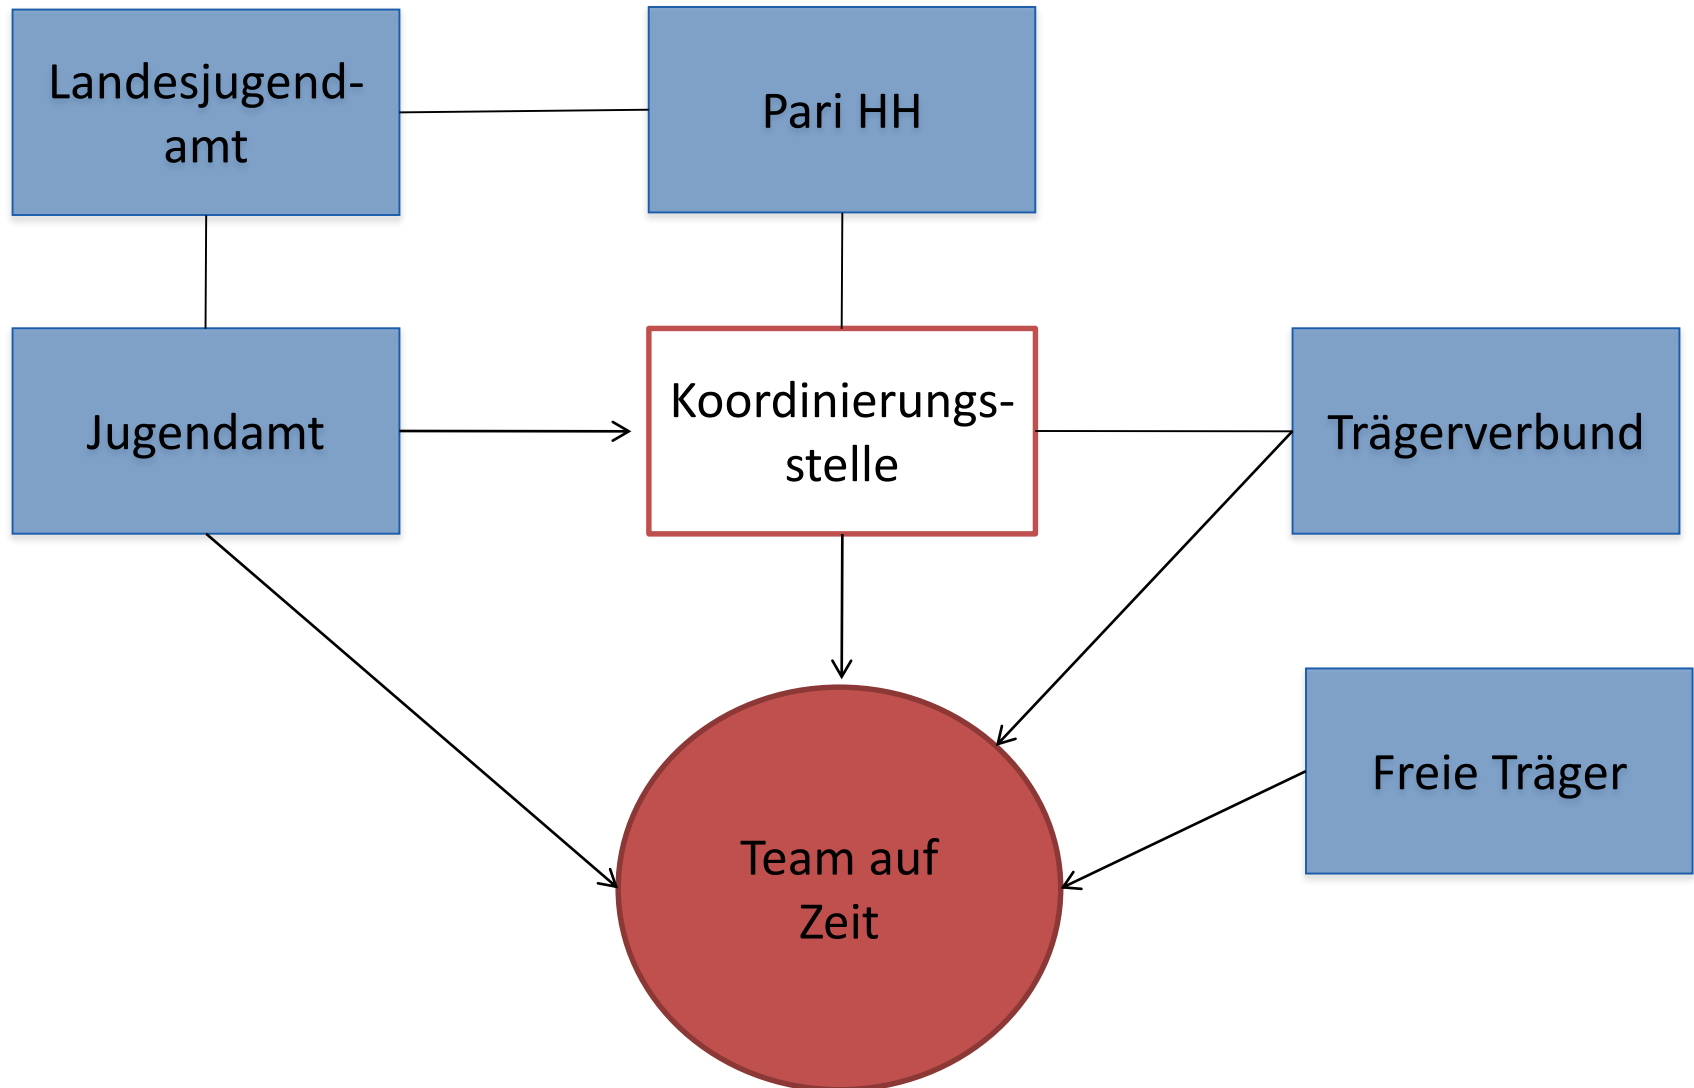 Landesjugend-
amt
Pari HH
Jugendamt
Koordinierungs-
stelle
Trägerverbund
Freie Träger
Team auf
Zeit